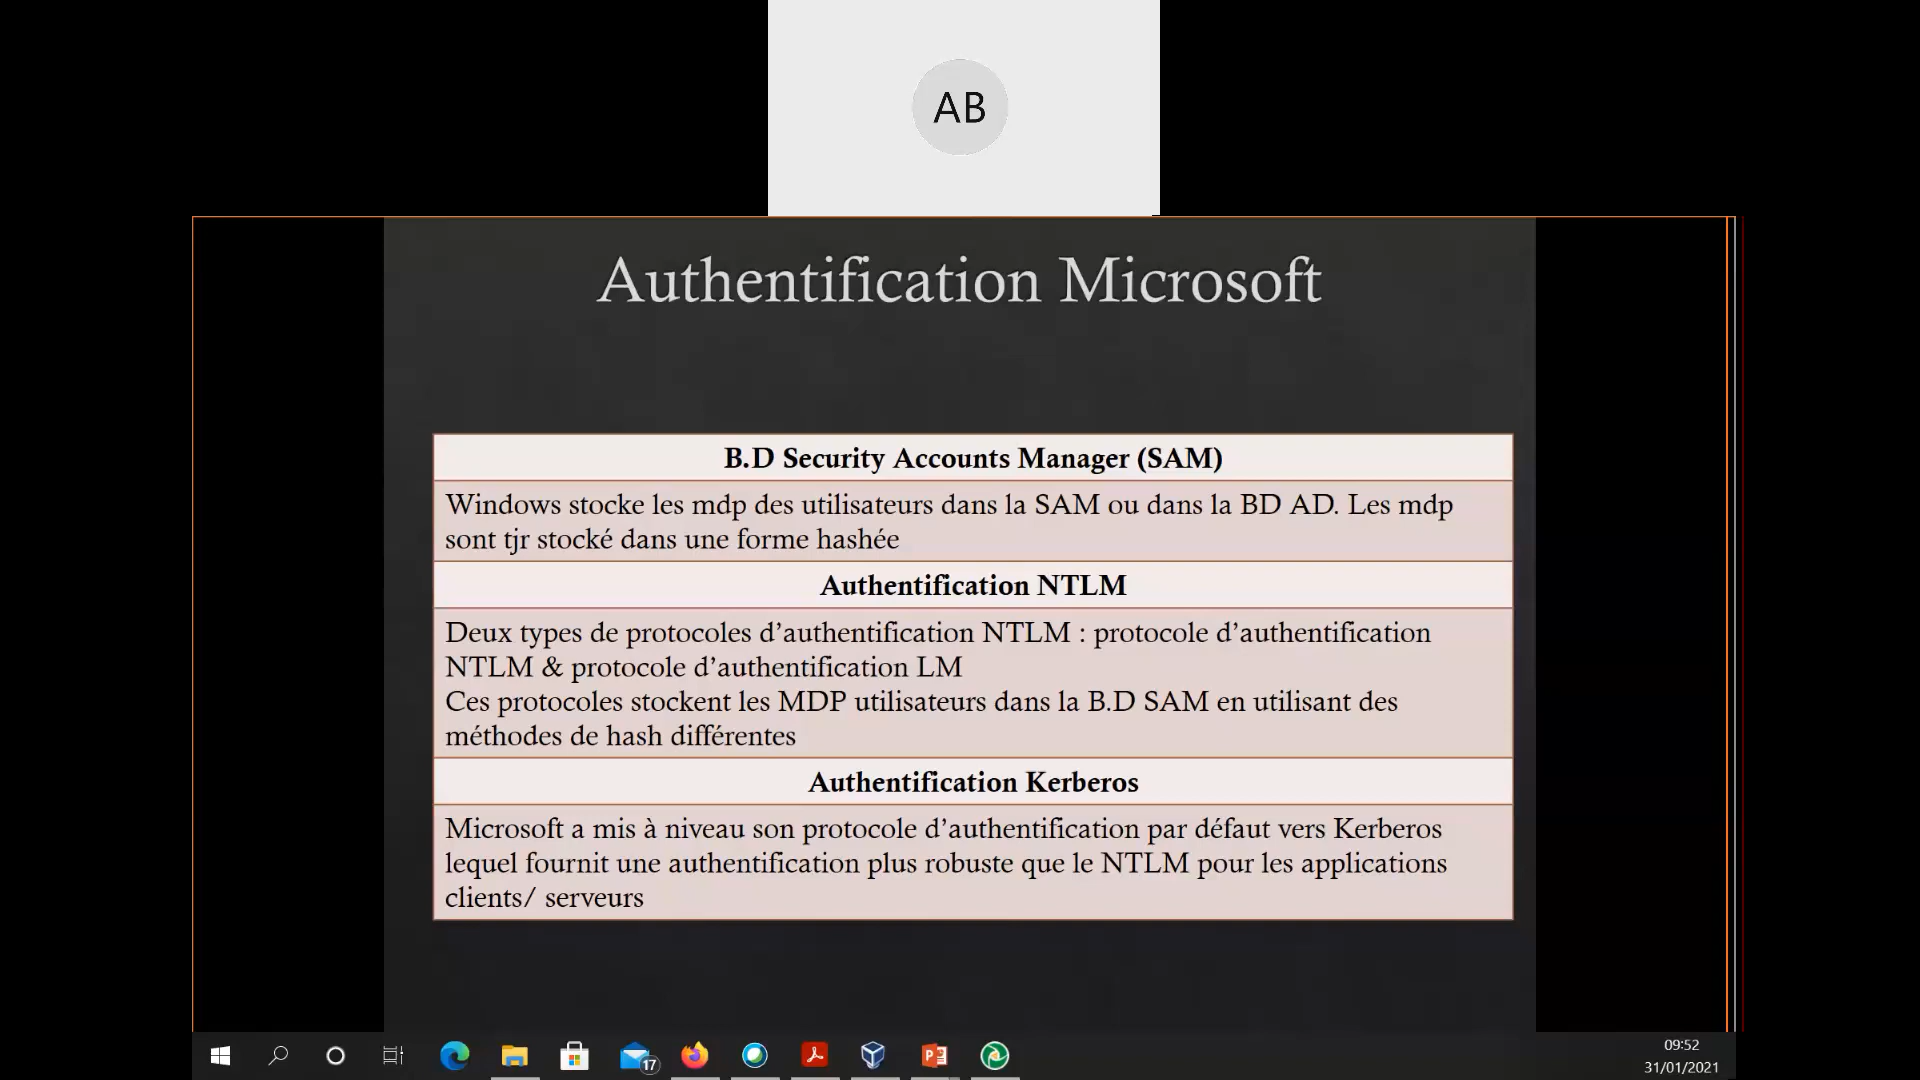 AB
Authentification Microsoft
B.D Security Accounts Manager (SAM)
Windows stocke les mdp des utilisateurs dans la SAM ou dans la BD AD. Les mdp
sont tjr stocké dans une forme hashée
Authentification NTLM
Deux types de protocoles d’authentification NTLM : protocole d’authentification
NTLM & protocole d’authentification LM
Ces protocoles stockent les MDP utilisateurs dans la B.D SAM en utilisant des
méthodes de hash différentes
Authentification Kerberos
Microsoft a mis à niveau son protocole d’authentification par défaut vers Kerberos
lequel fournit une authentification plus robuste que le NTLM pour les applications
clients/ serveurs
17
09:52
31/01/2021